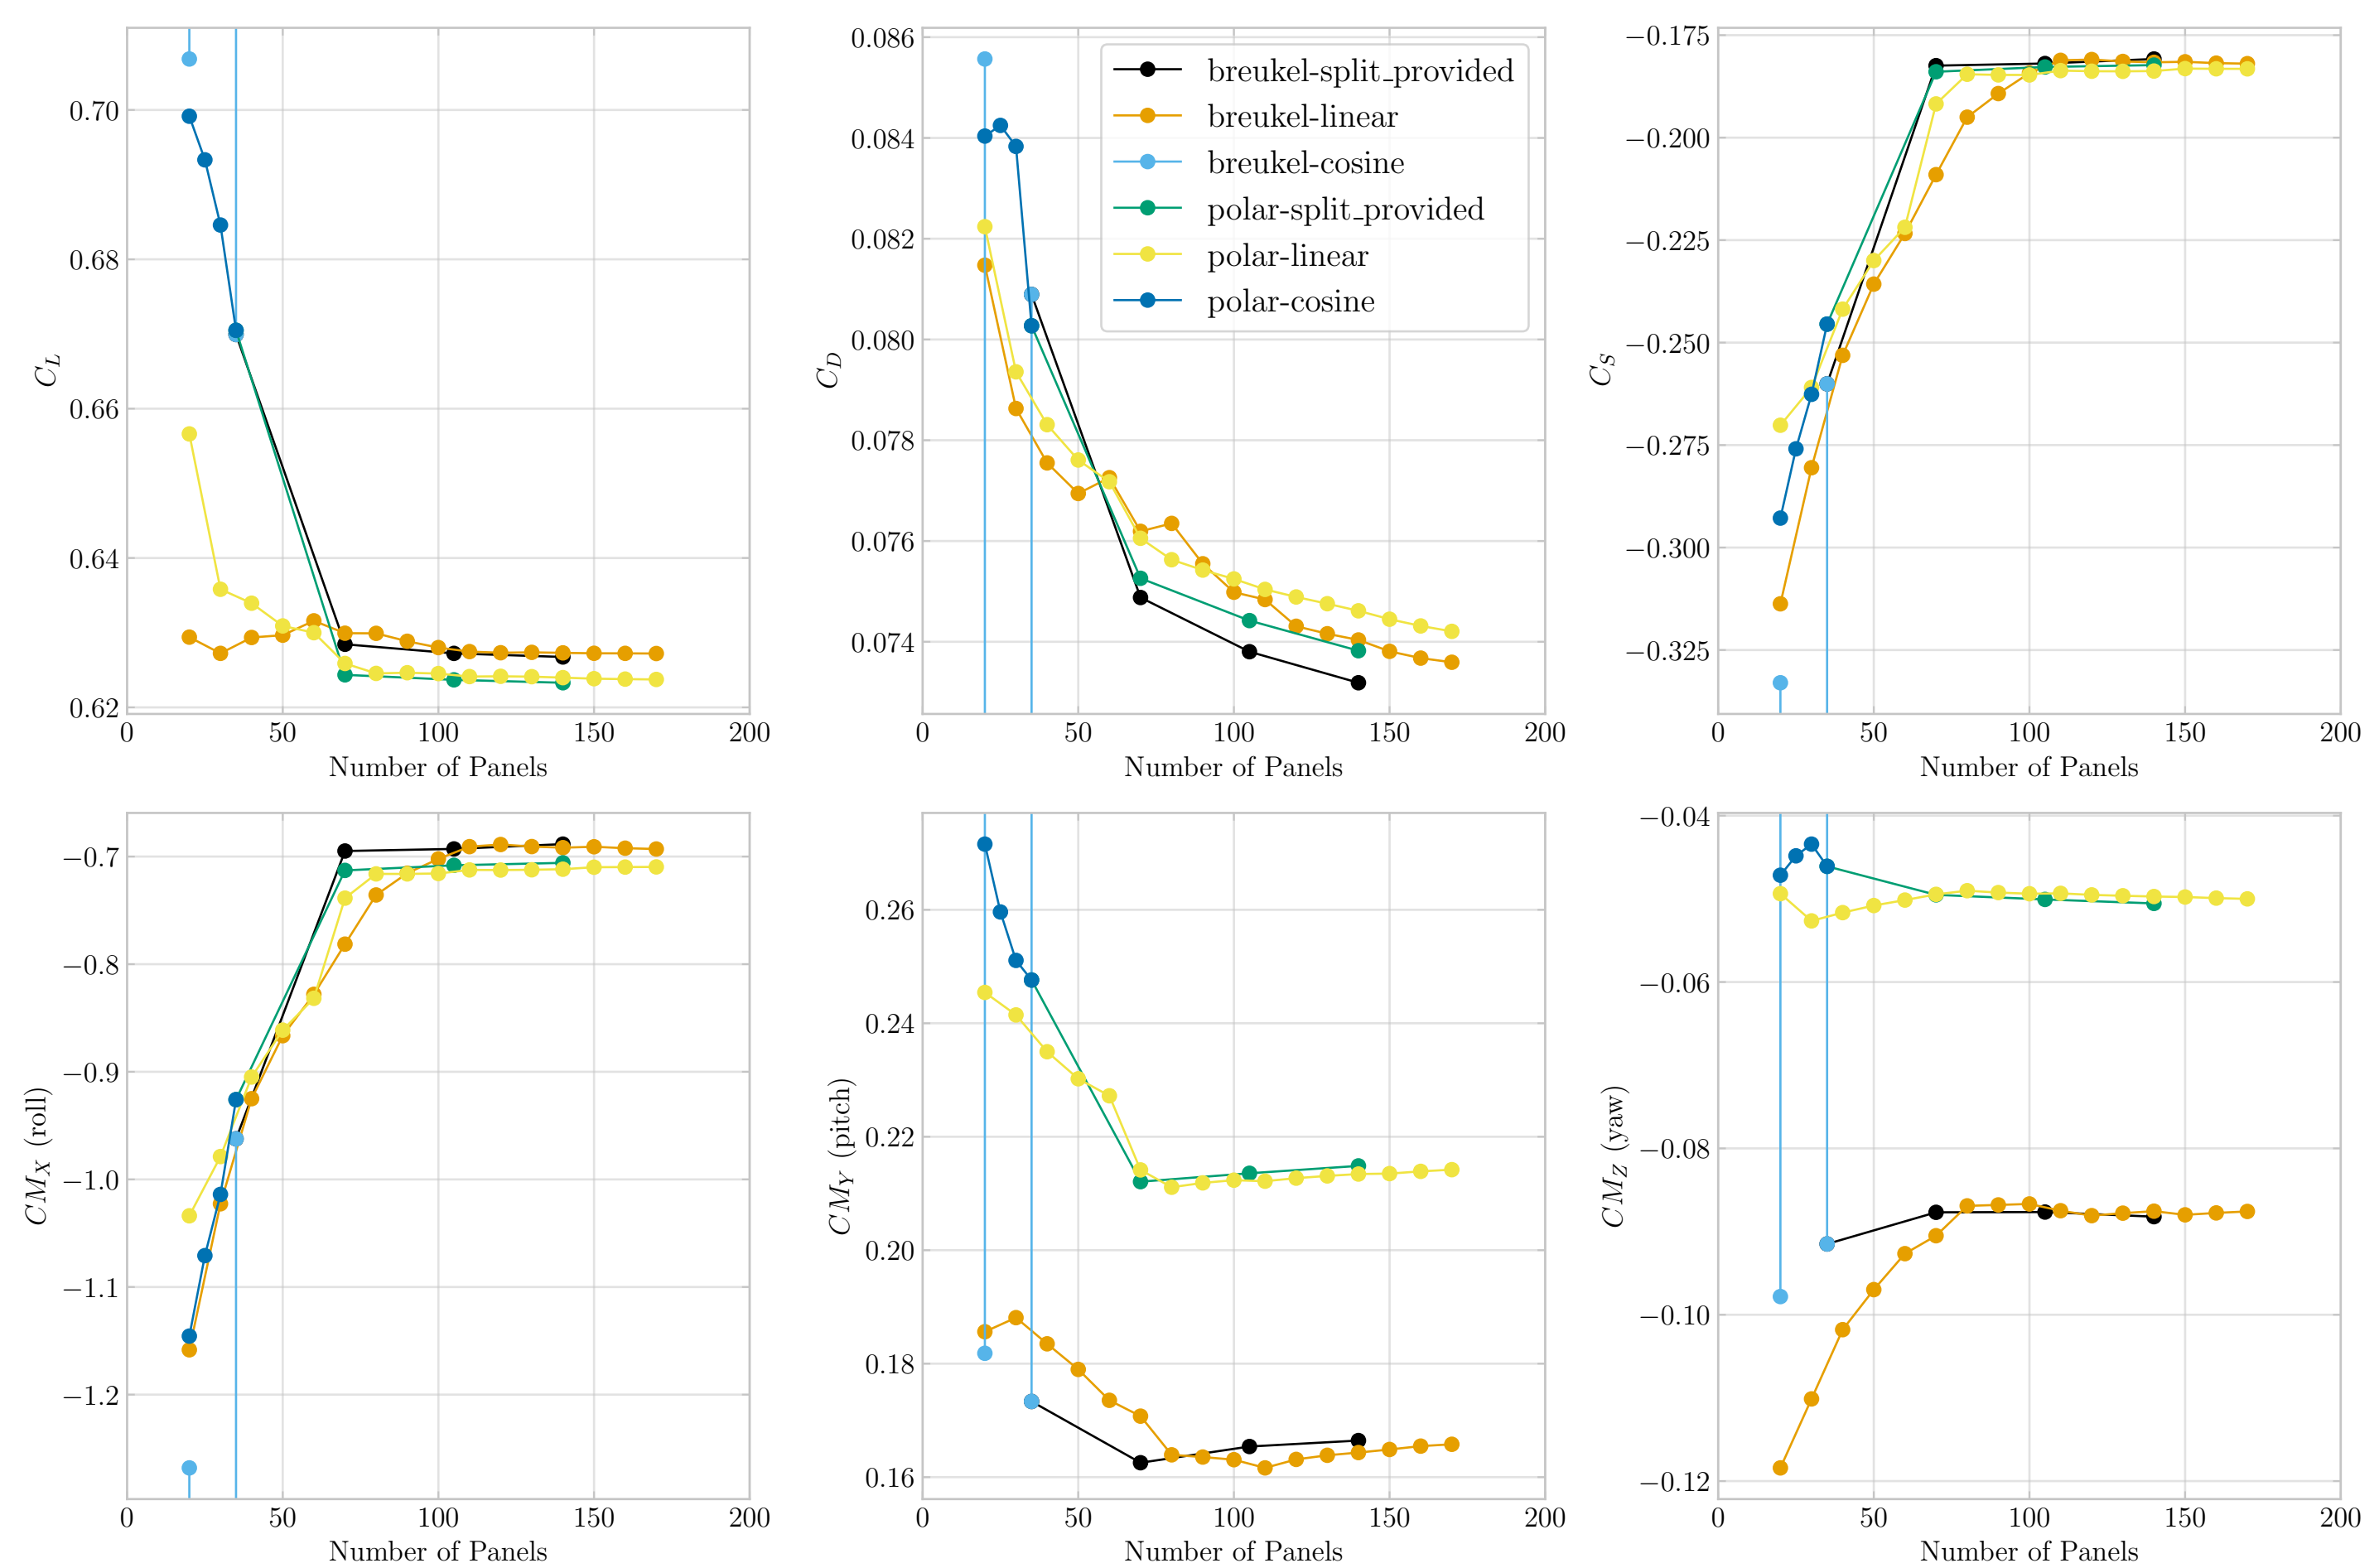 0.70
0.68
0.66
0.64
0.62
C_L
0 50 100 150 200
Number of Panels
0.086
0.084
0.082
0.080
0.078
0.076
0.074
C_D
breukel-split_provided
breukel-linear
breukel-cosine
polar-split_provided
polar-linear
polar-cosine
0 50 100 150 200
Number of Panels
−0.175
−0.200
−0.225
−0.250
−0.275
−0.300
−0.325
C_S
0 50 100 150 200
Number of Panels
−0.7
−0.8
−0.9
−1.0
−1.1
−1.2
CM_X (roll)
0 50 100 150 200
Number of Panels
0.26
0.24
0.22
0.20
0.18
0.16
CM_Y (pitch)
0 50 100 150 200
Number of Panels
−0.04
−0.06
−0.08
−0.10
−0.12
CM_Z (yaw)
0 50 100 150 200
Number of Panels